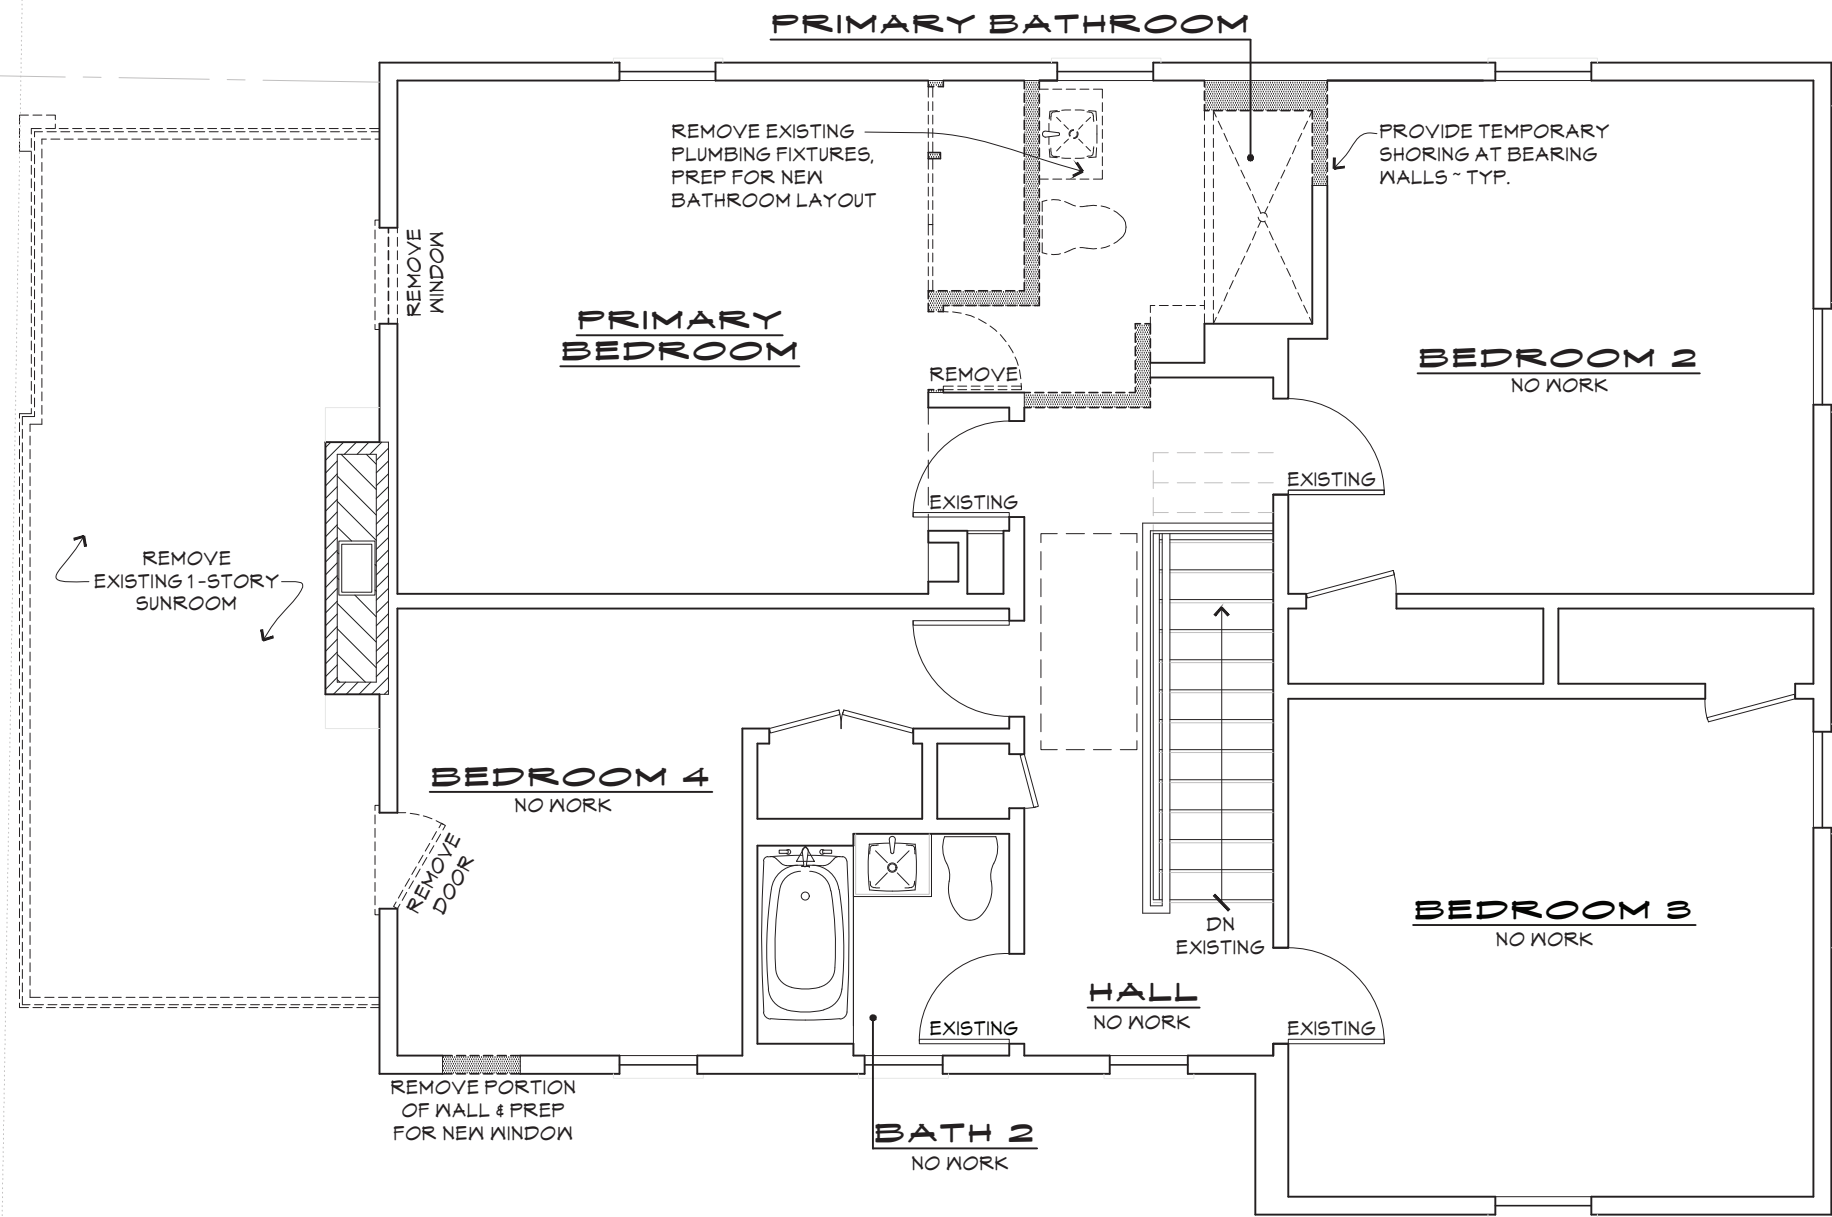 PRIMARY BATHROOM
REMOVE EXISTING
PLUMBING FIXTURES,
PREP FOR NEW
BATHROOM LAYOUT
PROVIDE TEMPORARY
SHORING AT BEARING
WALLS ~ TYP.
REMOVE
WINDOW
PRIMARY
BEDROOM
REMOVE
BEDROOM 2
NO WORK
EXISTING
EXISTING
REMOVE
EXISTING 1-STORY
SUNROOM
BEDROOM 4
NO WORK
REMOVE
DOOR
BEDROOM 3
NO WORK
DN
EXISTING
HALL
NO WORK
EXISTING
EXISTING
REMOVE PORTION
OF WALL & PREP
FOR NEW WINDOW
BATH 2
NO WORK